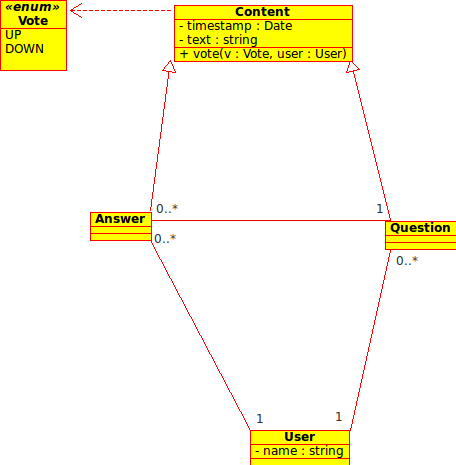 «enum»
Vote
UP
DOWN
Content
- timestamp : Date
- text : string
+ vote(v : Vote, user : User)
0..*
1
Answer
Question
0..*
0..*
1
1
User
- name : string